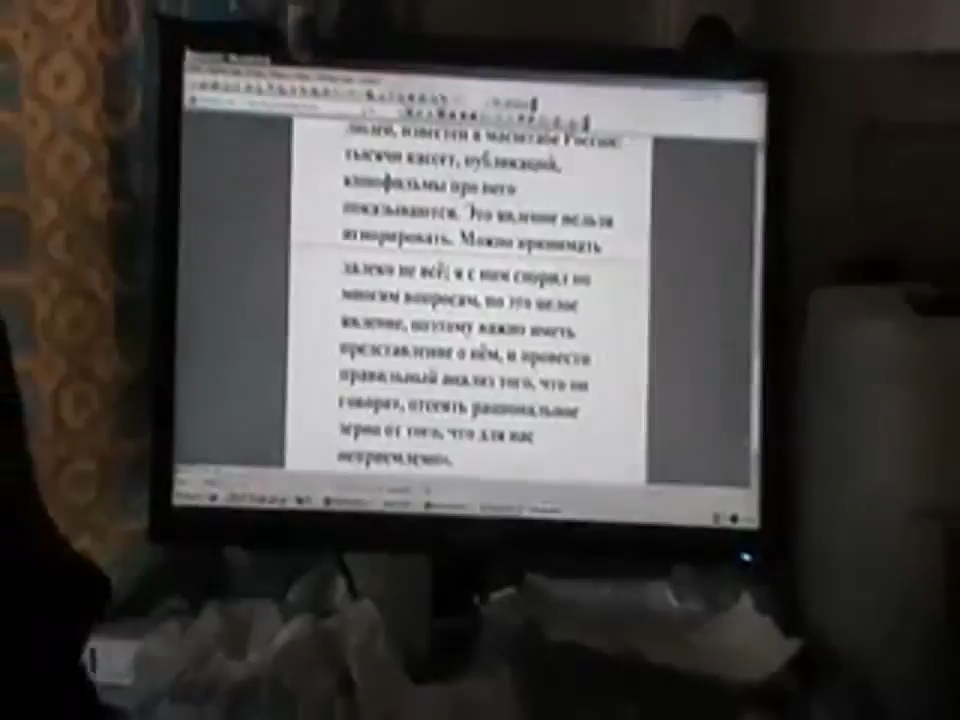 людей, известен в масштабе России:
тысячи кассет, публикаций,
кинофильмы про него
показываются. Это явление нельзя
игнорировать. Можно принимать
далеко не всё; я с ним спорил по
многим вопросам, но это целое
явление, поэтому важно иметь
представление о нём, и провести
правильный анализ того, что он
говорит, отсеять рациональное
зерно от того, что для нас
неприемлемо».